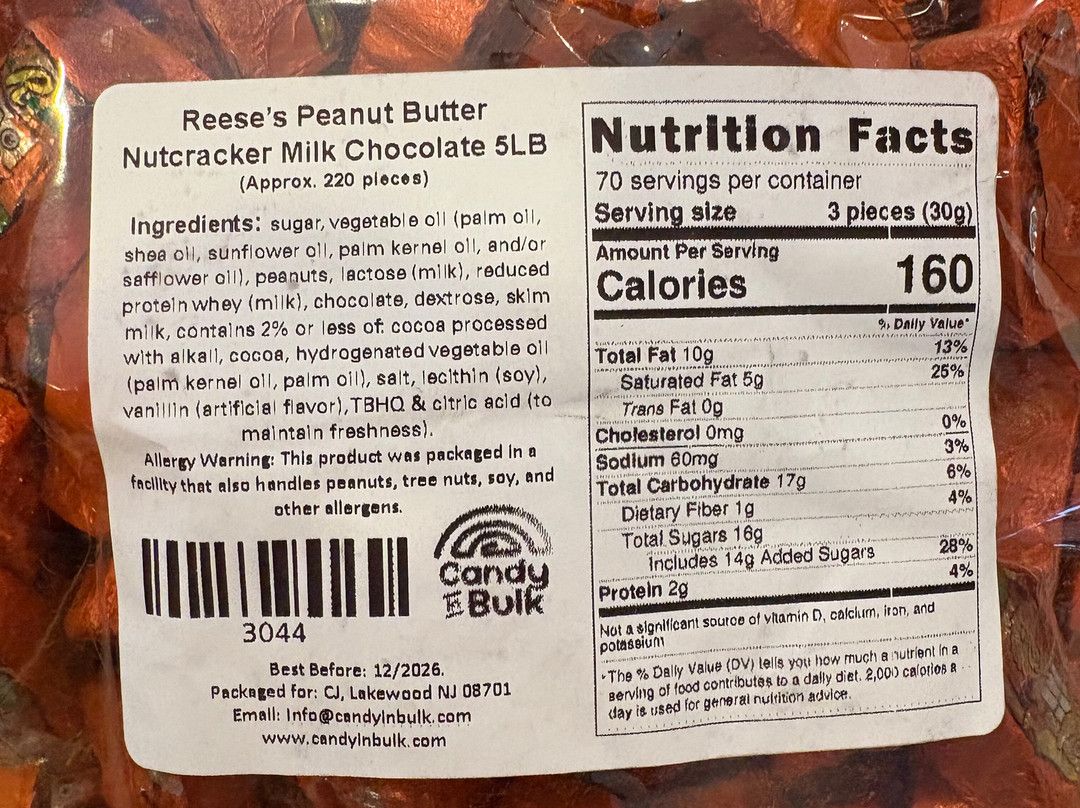 Reese's Peanut Butter
Nutcracker Milk Chocolate 5LB
(Approx. 220 pieces)
Ingredients: sugar, vegetable oil (palm oil,
shea oil, sunflower oil, palm kernel oil, and/or
safflower oil), peanuts, lactose (milk), reduced
protein whey (milk), chocolate, dextrose, skim
milk, contains 2% or less of: cocoa processed
with alkali, cocoa, hydrogenated vegetable oil
(palm kernel oil, palm oil), salt, lecithin (soy),
vanillin (artificial flavor), TBHQ & citric acid (to
maintain freshness).
Allergy Warning: This product was packaged in a
facility that also handles peanuts, tree nuts, soy, and
other allergens.
3044
Candy
IN Bulk
Best Before: 12/2026.
Packaged for: CJ, Lakewood NJ 08701
Email: Info@candyinbulk.com
www.candyinbulk.com
Nutrition Facts
70 servings per container
Serving size 3 pieces (30g)
Amount Per Serving
Calories 160
% Daily Value*
Total Fat 10g 13%
Saturated Fat 5g 25%
Trans Fat 0g
Cholesterol 0mg 0%
Sodium 60mg 3%
Total Carbohydrate 17g 6%
Dietary Fiber 1g 4%
Total Sugars 16g
Includes 14g Added Sugars 28%
Protein 2g 4%
Not a significant source of vitamin D, calcium, iron, and
potassium
*The % Daily Value (DV) tells you how much a nutrient in a
serving of food contributes to a daily diet. 2,000 calories a
day is used for general nutrition advice.